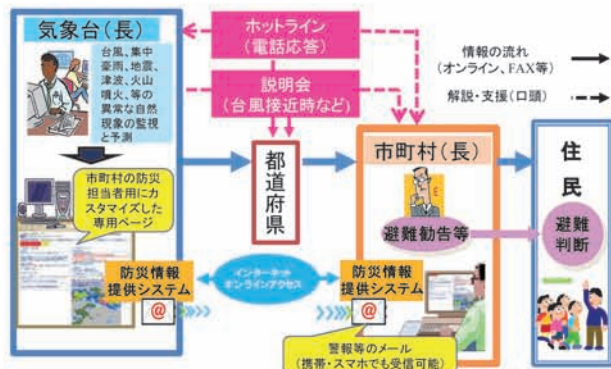 気象台(長)
台風、集中
豪雨、地震、
津波、火山
噴火、等の
異常な自然
現象の監視
と予測
市町村の防災
担当者用にカ
スタマイズした
専用ページ
防災情報
提供システム
@
ホットライン
(電話応答)
説明会
(台風接近時など)
都道府県
インターネット
オンラインアクセス
情報の流れ
(オンライン、FAX等)
解説・支援(口頭)
市町村(長)
避難勧告等
防災情報
提供システム
@
警報等のメール
(携帯・スマホでも受信可能)
住民
避難
判断